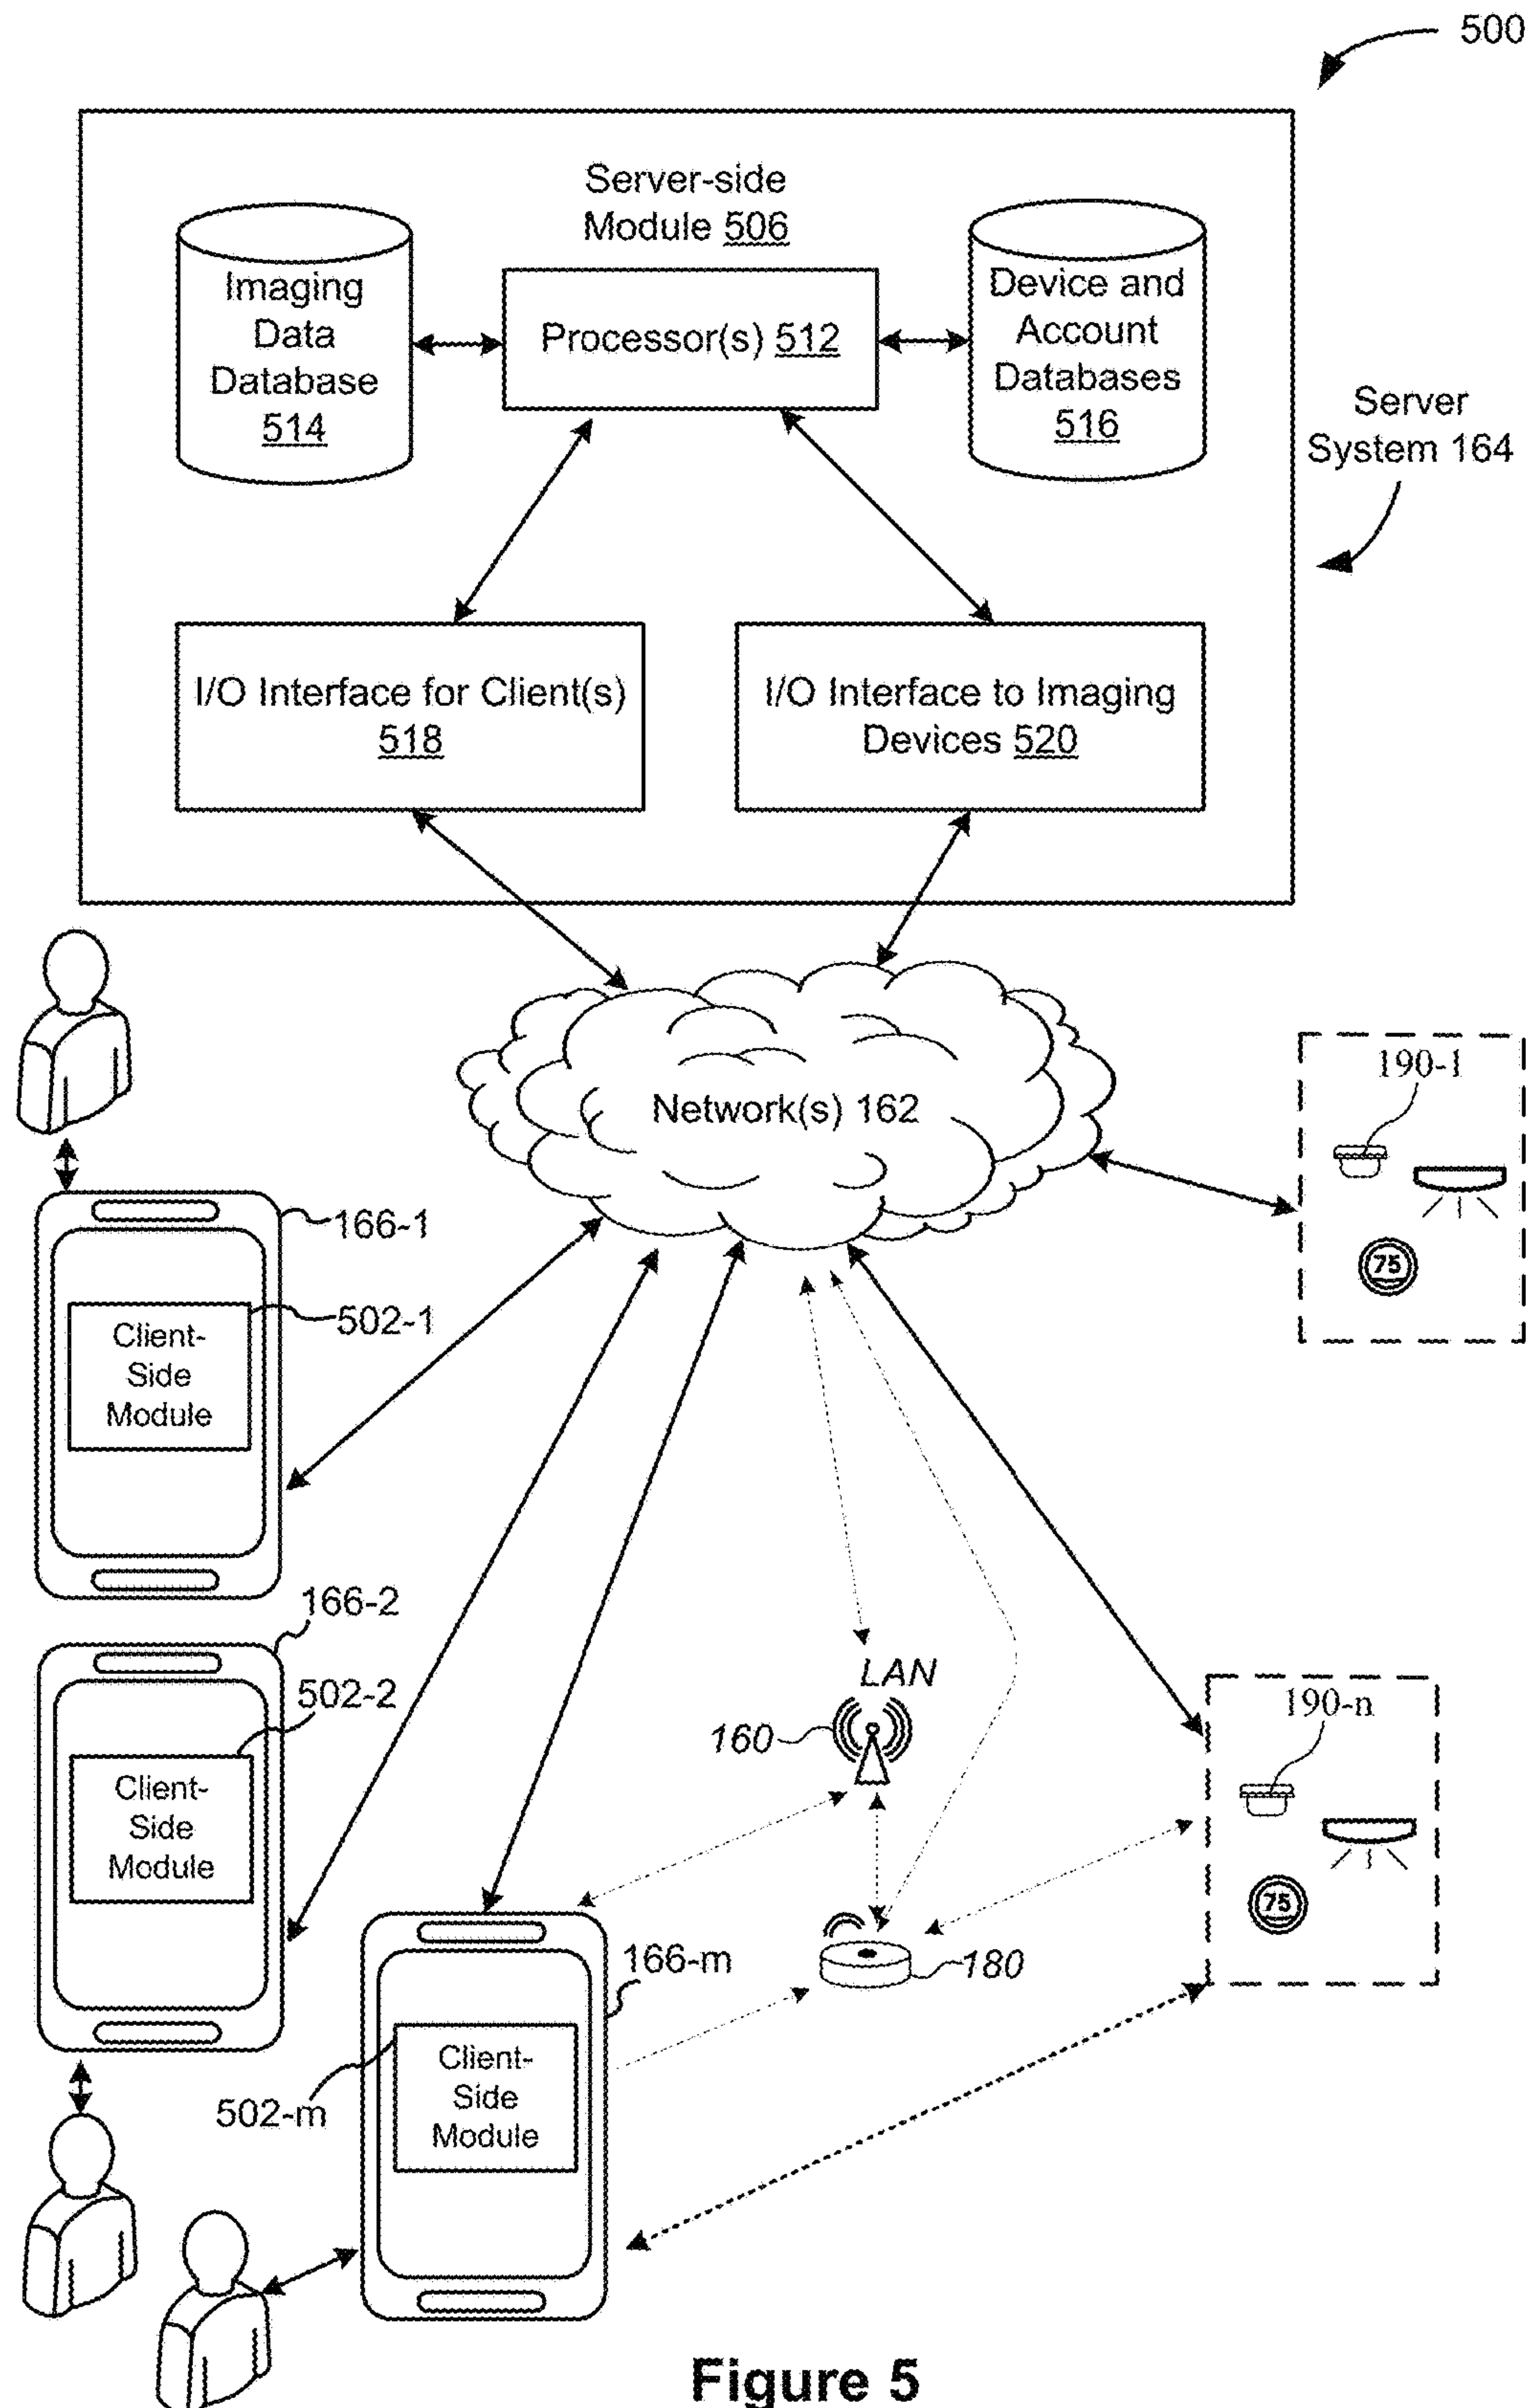 500
Server-side
Module 506
Imaging
Data
Database
514
Processor(s) 512
Device and
Account
Databases
516
Server
System 164
I/O Interface for Client(s)
518
I/O Interface to Imaging
Devices 520
Network(s) 162
190-1
75
166-1
502-1
Client-
Side
Module
166-2
502-2
Client-
Side
Module
LAN
160
190-n
75
180
166-m
502-m
Client-
Side
Module
Figure 5